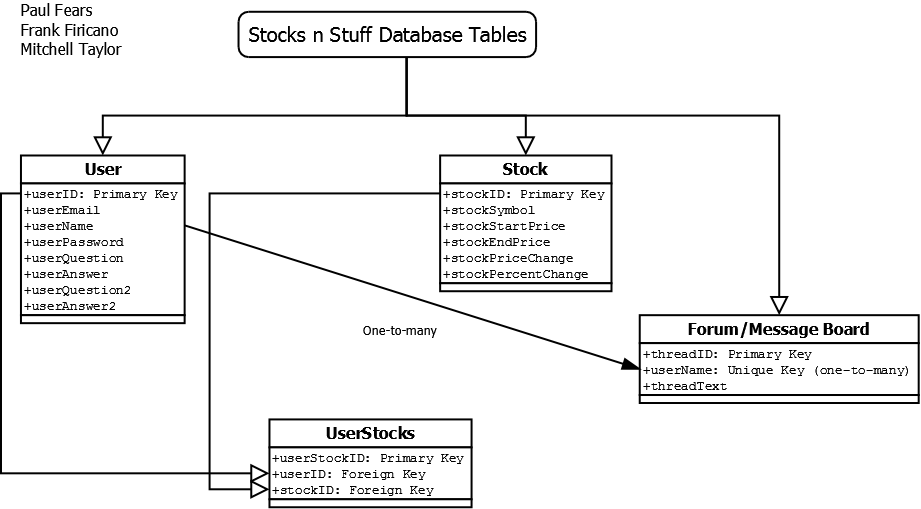 Paul Fears
Frank Firicano
Mitchell Taylor
Stocks n Stuff Database Tables
User
+userID: Primary Key
+userEmail
+userName
+userPassword
+userQuestion
+userAnswer
+userQuestion2
+userAnswer2
Stock
+stockID: Primary Key
+stockSymbol
+stockStartPrice
+stockEndPrice
+stockPriceChange
+stockPercentChange
One-to-many
Forum/Message Board
+threadID: Primary Key
+userName: Unique Key (one-to-many)
+threadText
UserStocks
+userStockID: Primary Key
+userID: Foreign Key
+stockID: Foreign Key